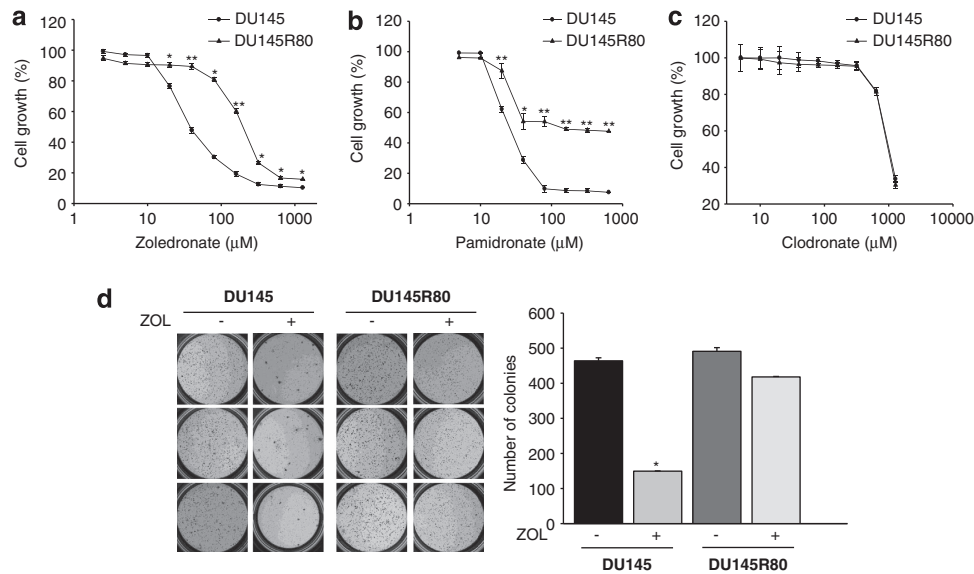 a
DU145
DU145R80
Cell growth (%)
120
100
80
60
40
20
0
* ** * ** * * *
1 10 100 1000
Zoledronate (μM)
b
DU145
DU145R80
Cell growth (%)
120
100
80
60
40
20
0
** * ** ** ** **
1 10 100 1000
Pamidronate (μM)
c
DU145
DU145R80
Cell growth (%)
120
100
80
60
40
20
10 100 1000 10000
Clodronate (μM)
d
DU145 DU145R80
ZOL - + - +
Number of colonies
600
500
400
300
200
100
0
*
ZOL - + - +
DU145 DU145R80